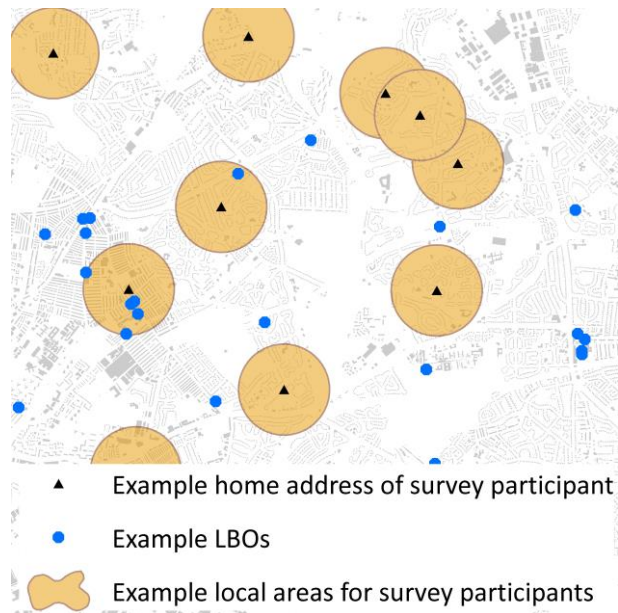 Example home address of survey participant
Example LBOs
Example local areas for survey participants